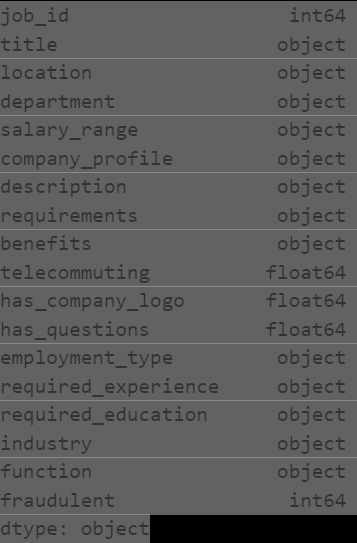 job_id int64
title object
location object
department object
salary_range object
company_profile object
description object
requirements object
benefits object
telecommuting float64
has_company_logo float64
has_questions float64
employment_type object
required_experience object
required_education object
industry object
function object
fraudulent int64
dtype: object